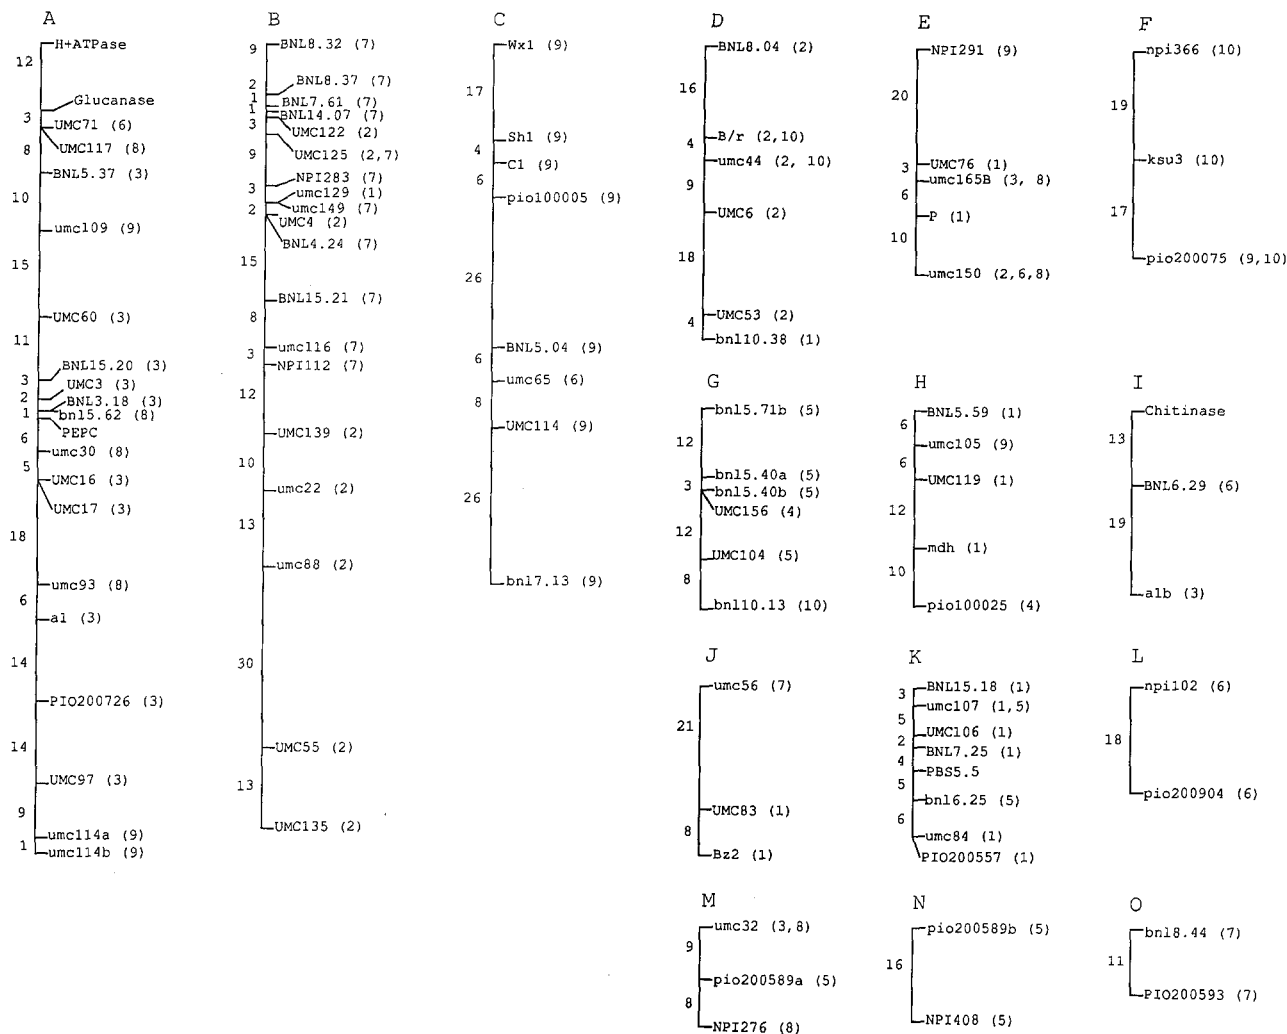 A
H+ATPase
12
Glucanase
3
UMC71 (6)
UMC117 (8)
8
BNL5.37 (3)
10
umc109 (9)
15
UMC60 (3)
11
BNL15.20 (3)
3
UMC3 (3)
2
BNL3.18 (3)
1
bnl5.62 (8)
PEPC
6
umc30 (8)
5
UMC16 (3)
UMC17 (3)
18
umc93 (8)
6
a1 (3)
14
PIO200726 (3)
14
UMC97 (3)
9
umc114a (9)
1
umc114b (9)
B
BNL8.32 (7)
9
BNL8.37 (7)
2
BNL7.61 (7)
1
BNL14.07 (7)
1
UMC122 (2)
3
UMC125 (2,7)
9
NPI283 (7)
3
umc129 (1)
umc149 (7)
2
UMC4 (2)
BNL4.24 (7)
15
BNL15.21 (7)
8
umc116 (7)
3
NPI112 (7)
12
UMC139 (2)
10
umc22 (2)
13
umc88 (2)
30
UMC55 (2)
13
UMC135 (2)
C
Wx1 (9)
17
Sh1 (9)
4
C1 (9)
6
pio100005 (9)
26
BNL5.04 (9)
6
umc65 (6)
8
UMC114 (9)
26
bnl7.13 (9)
D
BNL8.04 (2)
16
B/r (2,10)
4
umc44 (2, 10)
9
UMC6 (2)
18
UMC53 (2)
4
bnl10.38 (1)
E
NPI291 (9)
20
UMC76 (1)
3
umc165B (3, 8)
6
P (1)
10
umc150 (2,6,8)
F
npi366 (10)
19
ksu3 (10)
17
pio200075 (9,10)
G
bnl5.71b (5)
12
bnl5.40a (5)
3
bnl5.40b (5)
UMC156 (4)
12
UMC104 (5)
8
bnl10.13 (10)
H
BNL5.59 (1)
6
umc105 (9)
6
UMC119 (1)
12
mdh (1)
10
pio100025 (4)
I
Chitinase
13
BNL6.29 (6)
19
a1b (3)
J
umc56 (7)
21
UMC83 (1)
8
Bz2 (1)
K
BNL15.18 (1)
3
umc107 (1,5)
5
UMC106 (1)
2
BNL7.25 (1)
4
PBS5.5
5
bnl6.25 (5)
6
umc84 (1)
PIO200557 (1)
L
npi102 (6)
18
pio200904 (6)
M
umc32 (3,8)
9
pio200589a (5)
8
NPI276 (8)
N
pio200589b (5)
16
NPI408 (5)
O
bnl8.44 (7)
11
PIO200593 (7)